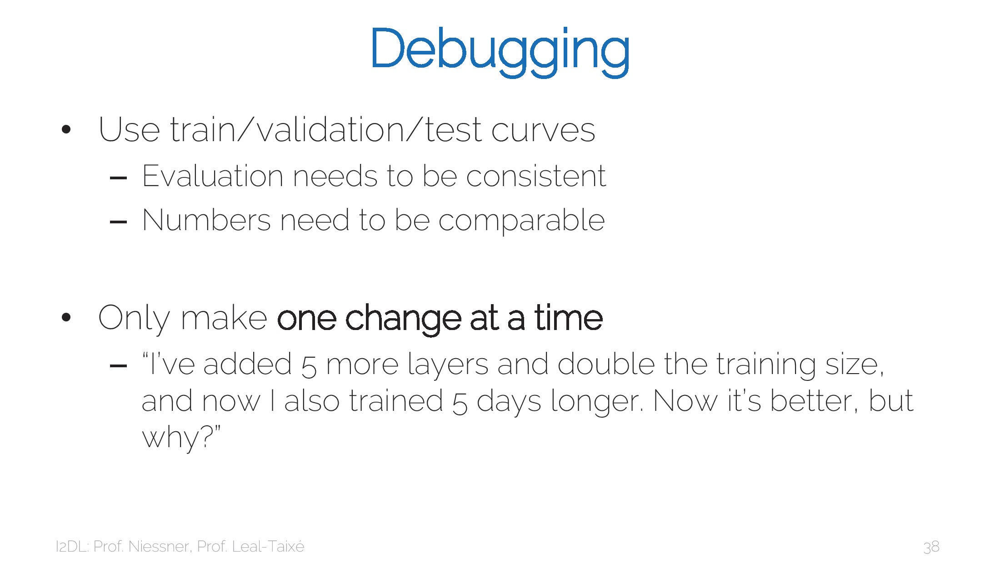 Debugging
• Use train/validation/test curves
– Evaluation needs to be consistent
– Numbers need to be comparable
• Only make one change at a time
– “I’ve added 5 more layers and double the training size,
and now I also trained 5 days longer. Now it’s better, but
why?”
I2DL: Prof. Niessner, Prof. Leal-Taixé
38